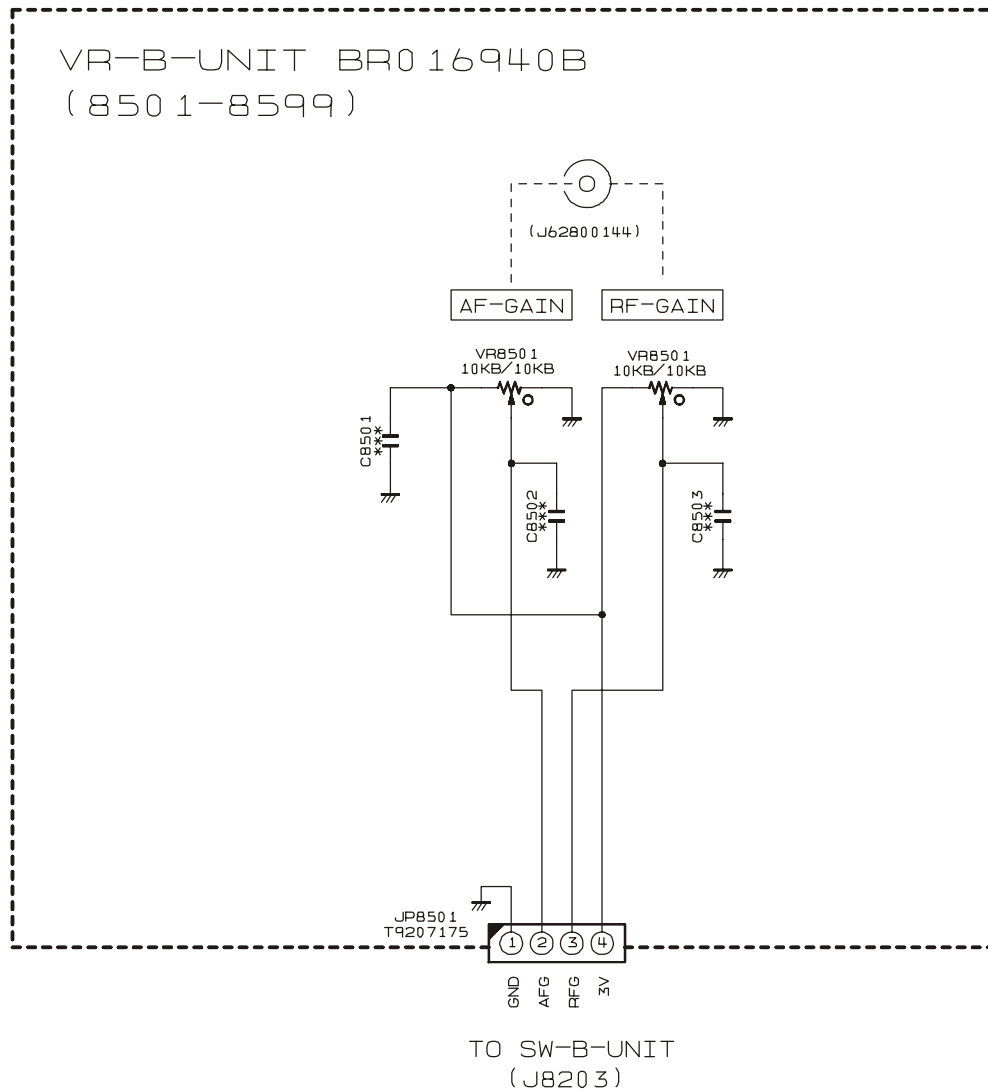 VR-B-UNIT BR016940B
(8501-8599)
(J62800144)
AF-GAIN
RF-GAIN
VR8501
10KB/10KB
VR8501
10KB/10KB
C8501
***
C8502
***
C8503
***
JP8501
T9207175
1 2 3 4
GND
AFG
RFG
3V
TO SW-B-UNIT
(J8203)